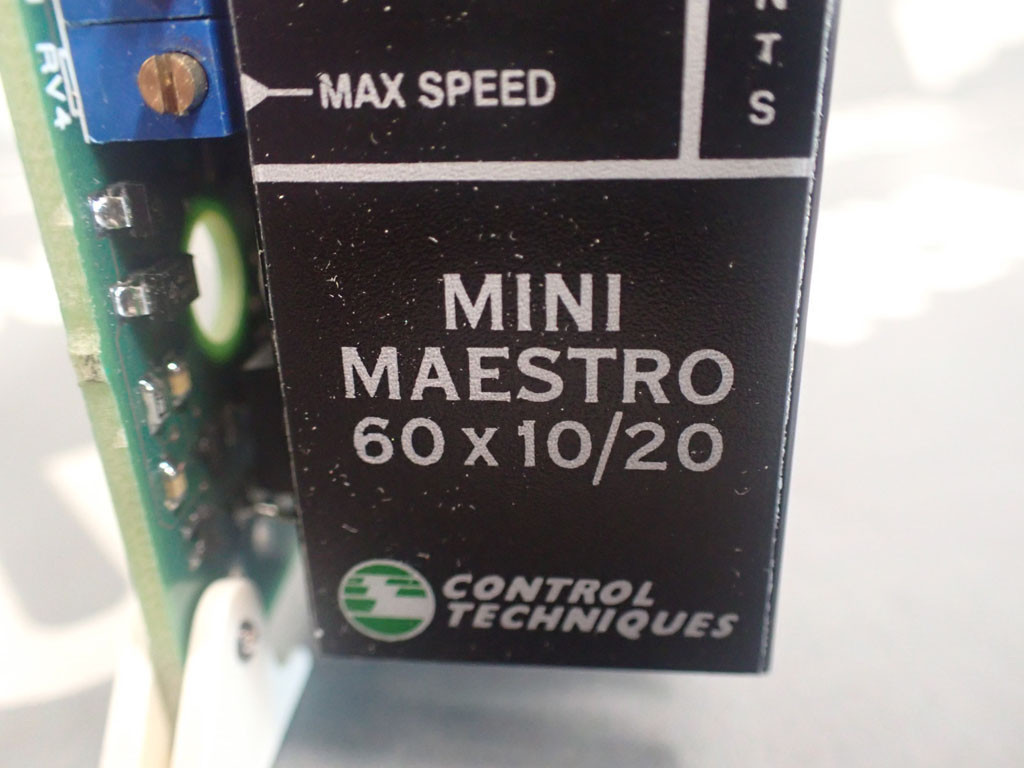 RV4
MAX SPEED
N
T
S
MINI
MAESTRO
60 x 10/20
CONTROL
TECHNIQUES